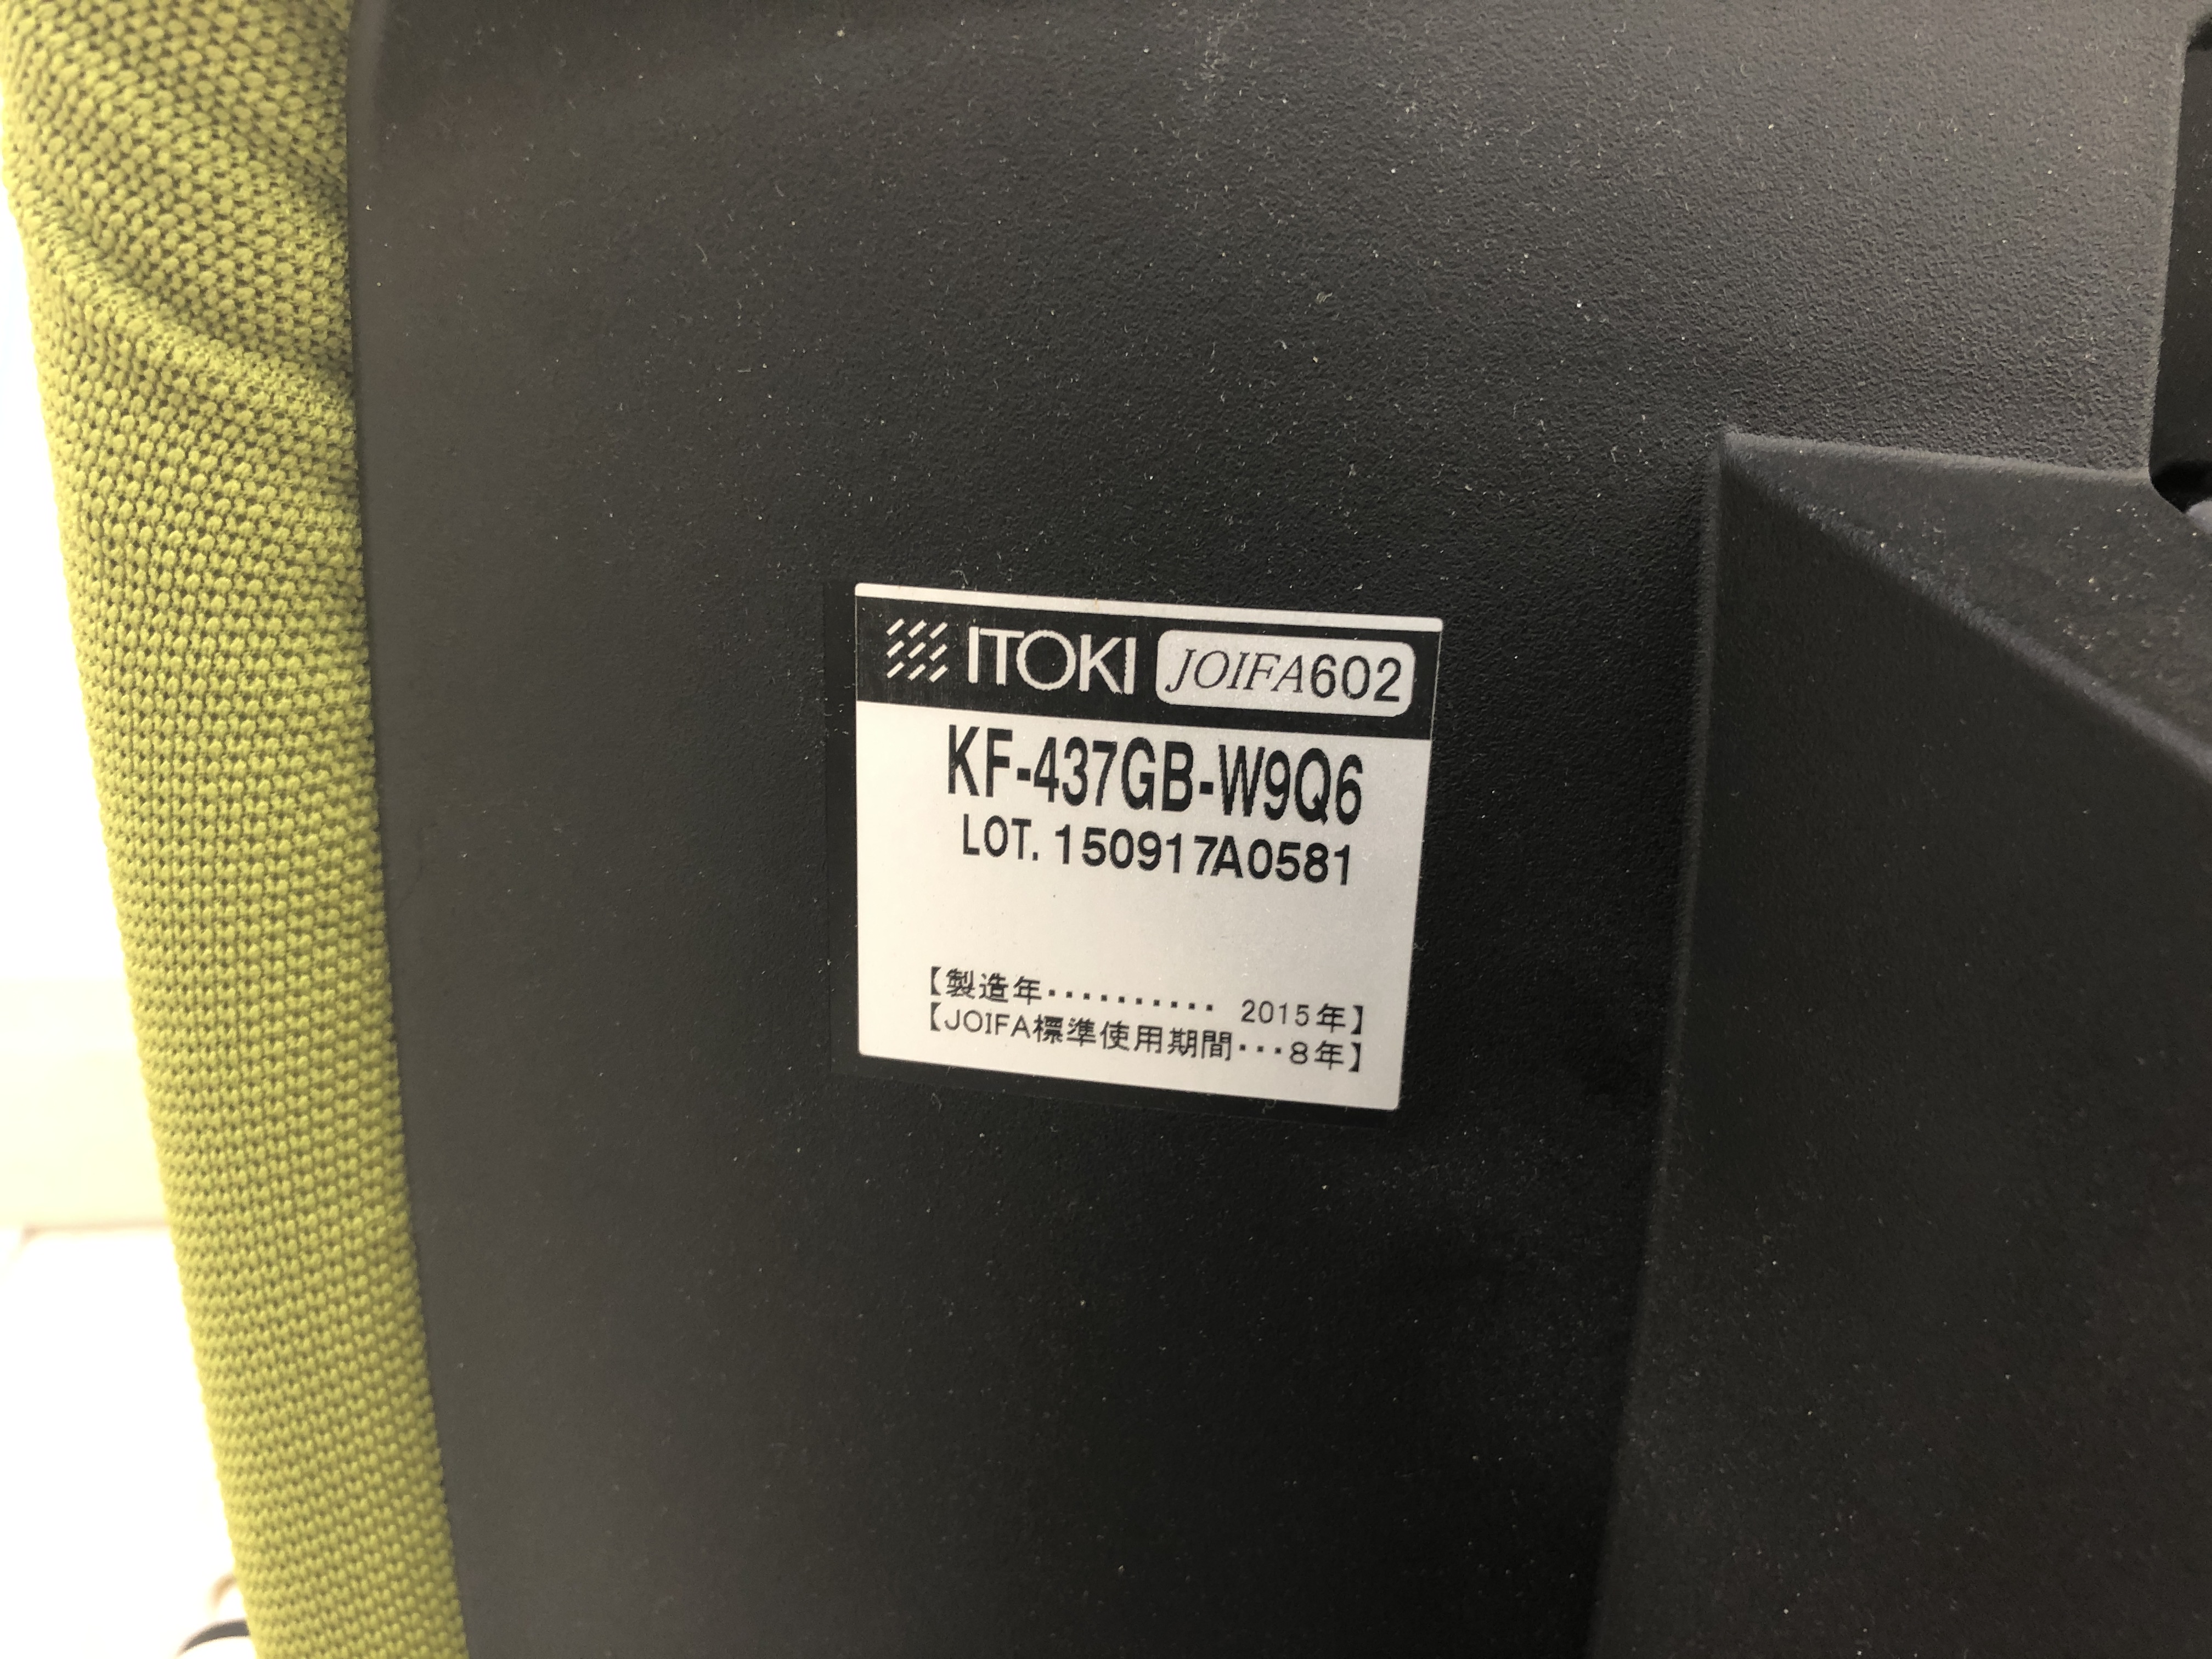 ITOKI JOIFA602
KF-437GB-W9Q6
LOT. 150917A0581
【製造年·········· 2015年】
【JOIFA標準使用期間···8年】